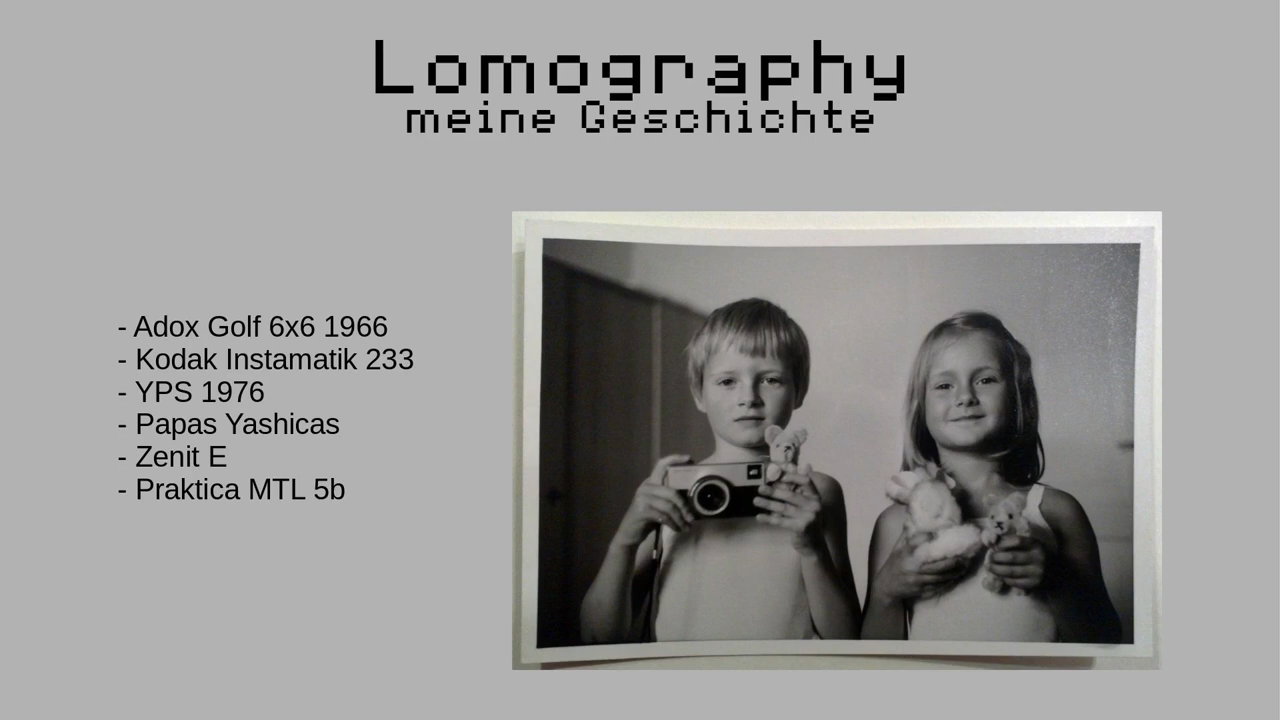 Lomography
meine Geschichte
- Adox Golf 6x6 1966
- Kodak Instamatik 233
- YPS 1976
- Papas Yashicas
- Zenit E
- Praktica MTL 5b